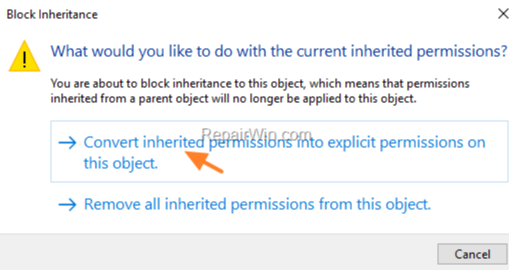 Block Inheritance
What would you like to do with the current inherited permissions?
You are about to block inheritance to this object, which means that permissions
inherited from a parent object will no longer be applied to this object.
RepairWin.com
Convert inherited permissions into explicit permissions on
this object.
Remove all inherited permissions from this object.
Cancel